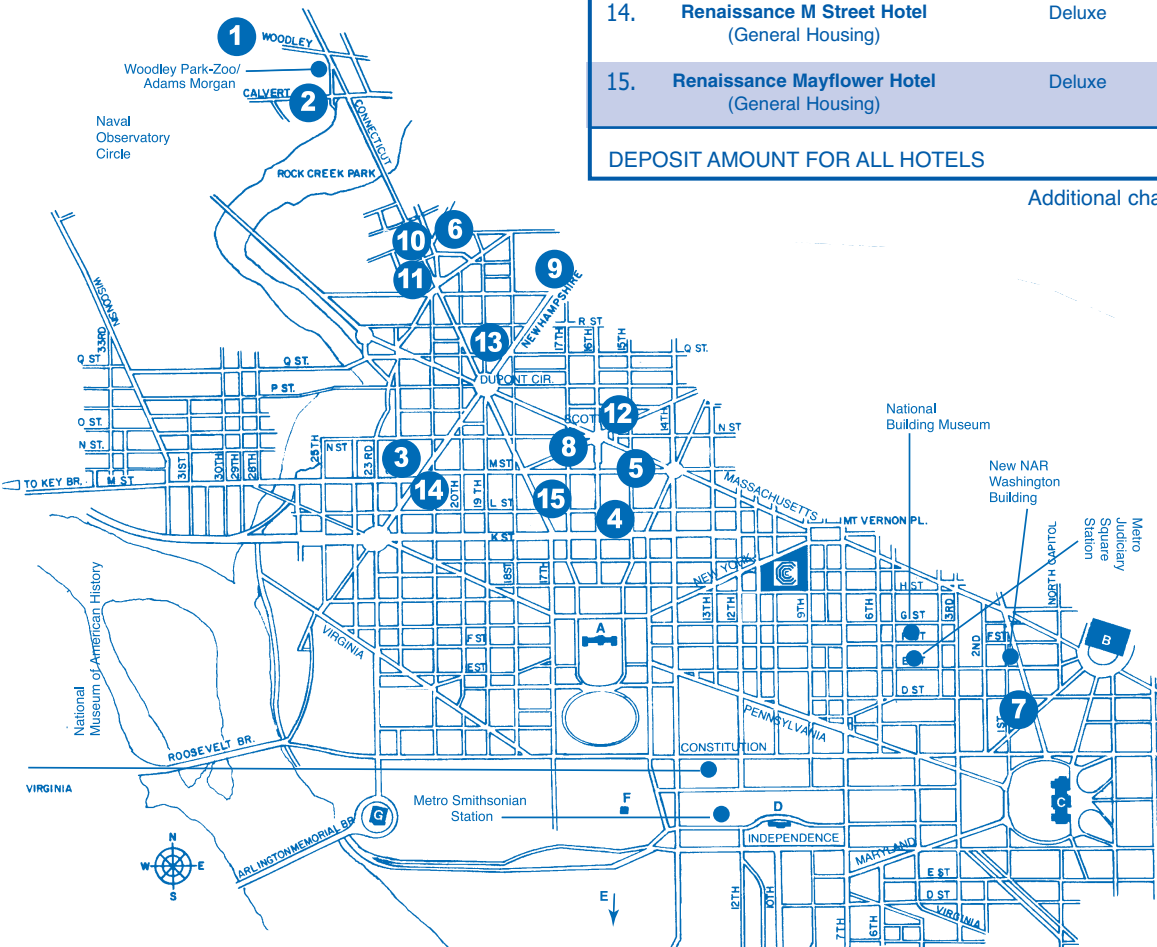 14.
Renaissance M Street Hotel
(General Housing)
Deluxe
15.
Renaissance Mayflower Hotel
(General Housing)
Deluxe
DEPOSIT AMOUNT FOR ALL HOTELS
Additional cha
1
WOODLEY
Woodley Park-Zoo/
Adams Morgan
CALVERT
2
Naval
Observatory
Circle
CONNECTICUT
ROCK CREEK PARK
10
6
11
9
NEW HAMPSHIRE
WISCONSIN
33RD
13
R ST
17TH
16TH
15TH
Q ST
Q ST.
Q ST.
DUPONT CIR.
P ST.
O ST.
N ST.
12
SCOTT
14TH
N ST
National
Building Museum
25TH
N ST
23RD
3
8
M ST
5
31ST
30TH
29TH
28TH
TO KEY BR.
M ST
14
20TH
19TH
L ST
15
4
MASSACHUSETTS
New NAR
Washington
Building
K ST
MT VERNON PL.
Metro
Judiciary
Square
Station
18ST
17TH
NEW YORK
13TH
12TH
9TH
H ST
6TH
G ST
3RD
NORTH CAPITOL
VIRGINIA
F ST
A
E ST
2ND
F ST
B
D ST
National
Museum of American History
1ST
7
PENNSYLVANIA
ROOSEVELT BR.
CONSTITUTION
VIRGINIA
Metro Smithsonian
Station
F
D
C
G
INDEPENDENCE
ARLINGTON MEMORIAL BR
MARYLAND
N
W
E
S
E
12TH
10TH
7TH
6TH
E ST
D ST
VIRGINIA